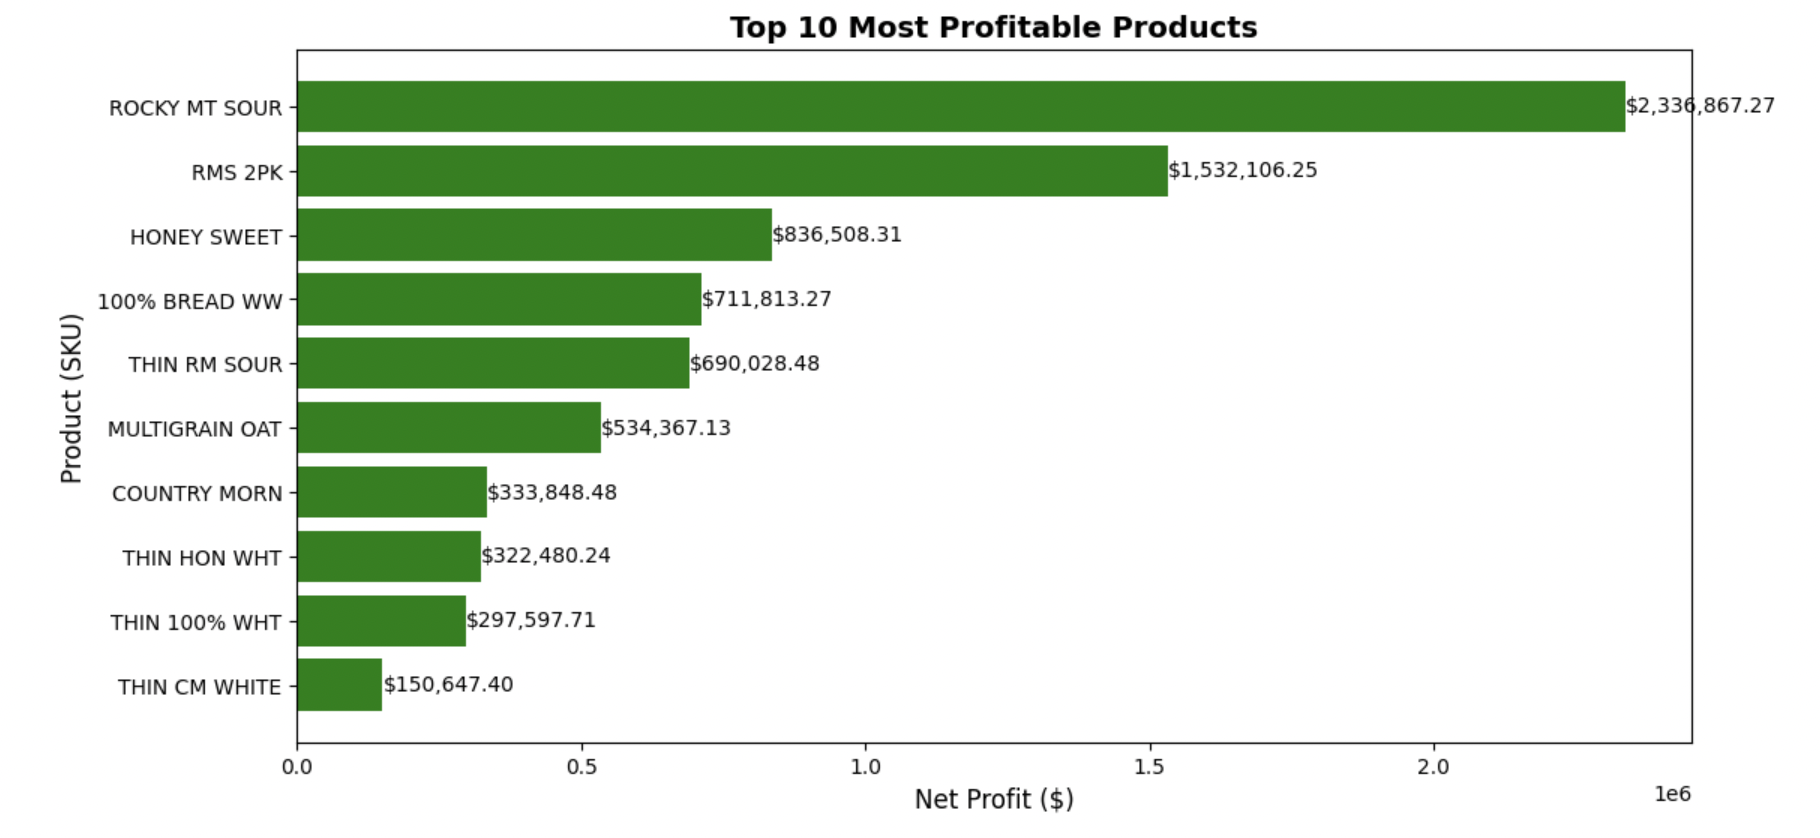 Top 10 Most Profitable Products
Product (SKU)
ROCKY MT SOUR $2,336,867.27
RMS 2PK $1,532,106.25
HONEY SWEET $836,508.31
100% BREAD WW $711,813.27
THIN RM SOUR $690,028.48
MULTIGRAIN OAT $534,367.13
COUNTRY MORN $333,848.48
THIN HON WHT $322,480.24
THIN 100% WHT $297,597.71
THIN CM WHITE $150,647.40
0.0 0.5 1.0 1.5 2.0
1e6
Net Profit ($)